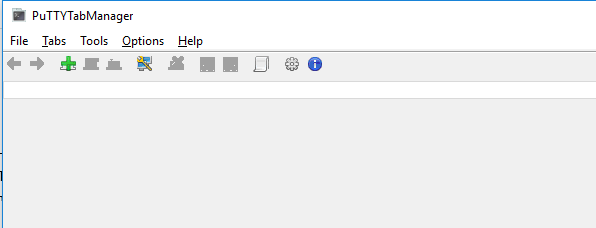 PuTTYTabManager
File Tabs Tools Options Help